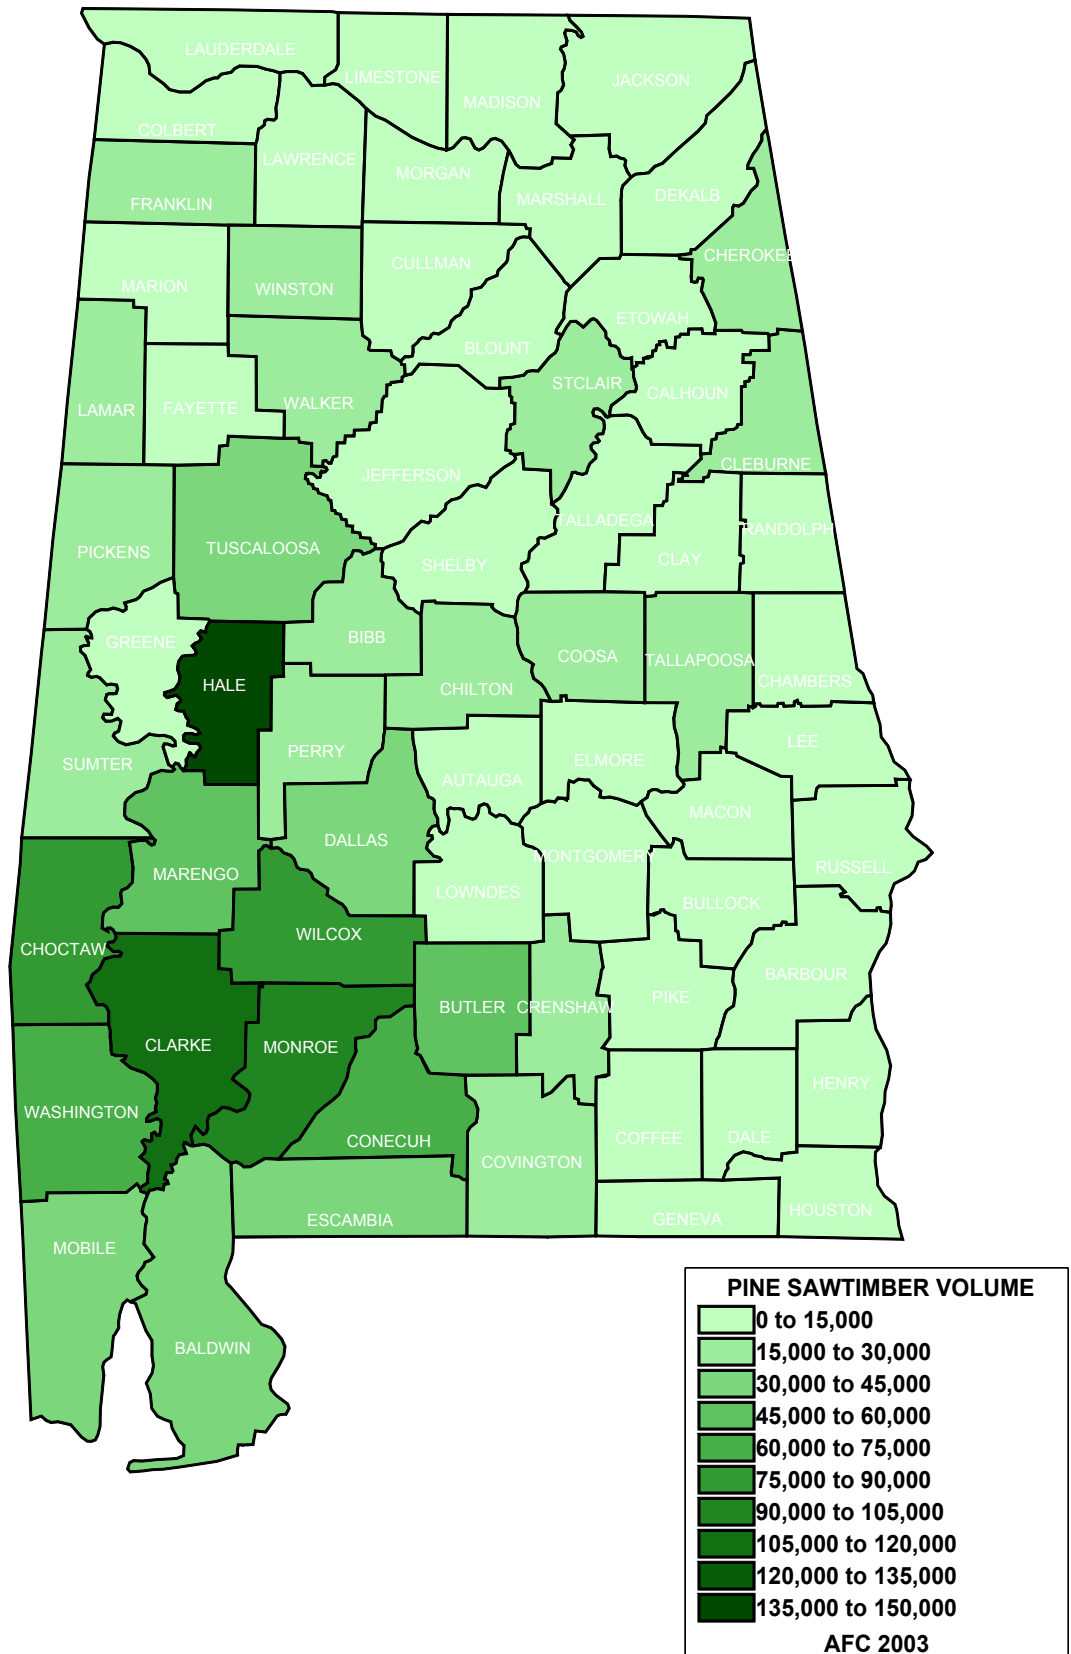 LAUDERDALE
LIMESTONE
MADISON
JACKSON
COLBERT
LAWRENCE
MORGAN
MARSHALL
DEKALB
FRANKLIN
CHEROKEE
CULLMAN
MARION
WINSTON
ETOWAH
BLOUNT
STCLAIR
CALHOUN
LAMAR
FAYETTE
WALKER
CLEBURNE
JEFFERSON
TALLADEGA
RANDOLPH
PICKENS
TUSCALOOSA
SHELBY
CLAY
GREENE
BIBB
COOSA
TALLAPOOSA
HALE
CHILTON
CHAMBERS
PERRY
LEE
SUMTER
AUTAUGA
ELMORE
MACON
DALLAS
MARENGO
MONTGOMERY
RUSSELL
LOWNDES
BULLOCK
CHOCTAW
WILCOX
BARBOUR
BUTLER
CRENSHAW
PIKE
CLARKE
MONROE
HENRY
WASHINGTON
CONECUH
COFFEE
DALE
COVINGTON
ESCAMBIA
GENEVA
HOUSTON
MOBILE
BALDWIN
PINE SAWTIMBER VOLUME
0 to 15,000
15,000 to 30,000
30,000 to 45,000
45,000 to 60,000
60,000 to 75,000
75,000 to 90,000
90,000 to 105,000
105,000 to 120,000
120,000 to 135,000
135,000 to 150,000
AFC 2003